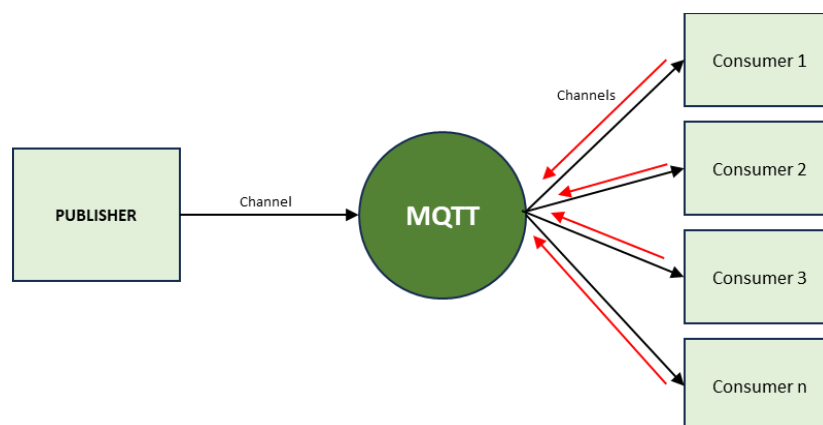 PUBLISHER
Channel
MQTT
Channels
Consumer 1
Consumer 2
Consumer 3
Consumer n